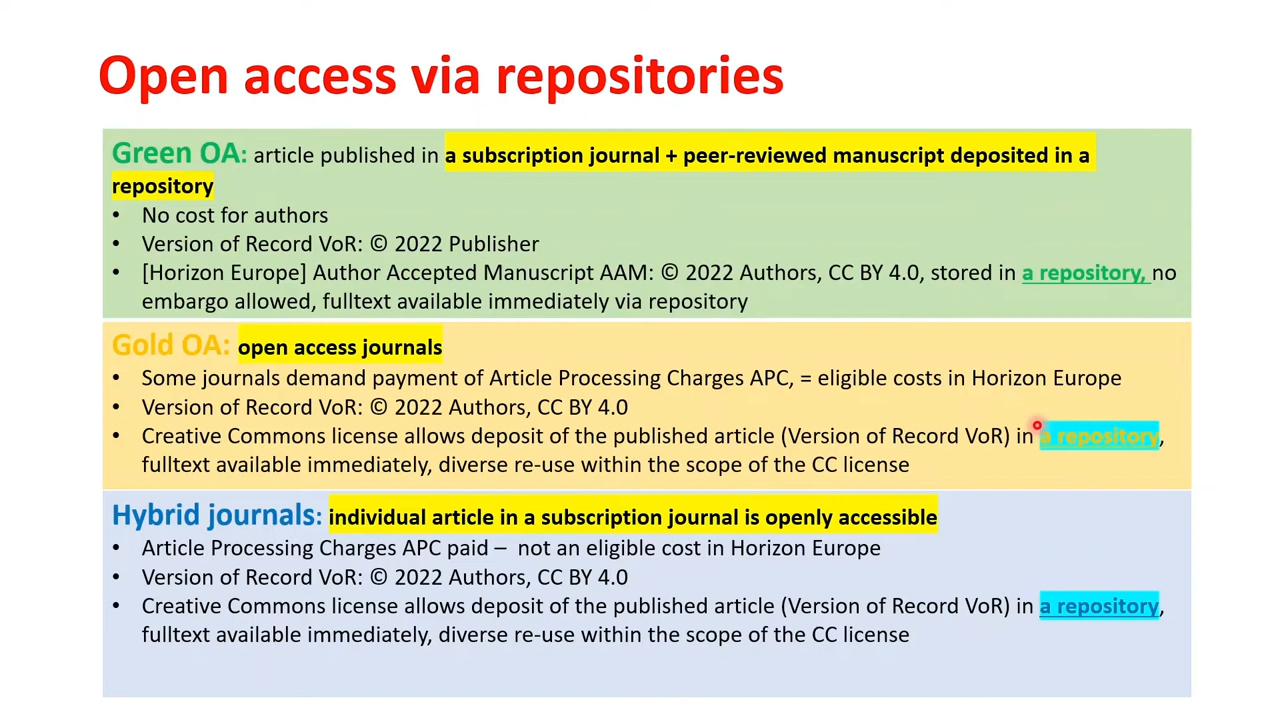 Open access via repositories
Green OA: article published in a subscription journal + peer-reviewed manuscript deposited in a
repository
• No cost for authors
• Version of Record VoR: © 2022 Publisher
• [Horizon Europe] Author Accepted Manuscript AAM: © 2022 Authors, CC BY 4.0, stored in a repository, no
embargo allowed, fulltext available immediately via repository
Gold OA: open access journals
• Some journals demand payment of Article Processing Charges APC, = eligible costs in Horizon Europe
• Version of Record VoR: © 2022 Authors, CC BY 4.0
• Creative Commons license allows deposit of the published article (Version of Record VoR) in a repository,
fulltext available immediately, diverse re-use within the scope of the CC license
Hybrid journals: individual article in a subscription journal is openly accessible
• Article Processing Charges APC paid – not an eligible cost in Horizon Europe
• Version of Record VoR: © 2022 Authors, CC BY 4.0
• Creative Commons license allows deposit of the published article (Version of Record VoR) in a repository,
fulltext available immediately, diverse re-use within the scope of the CC license